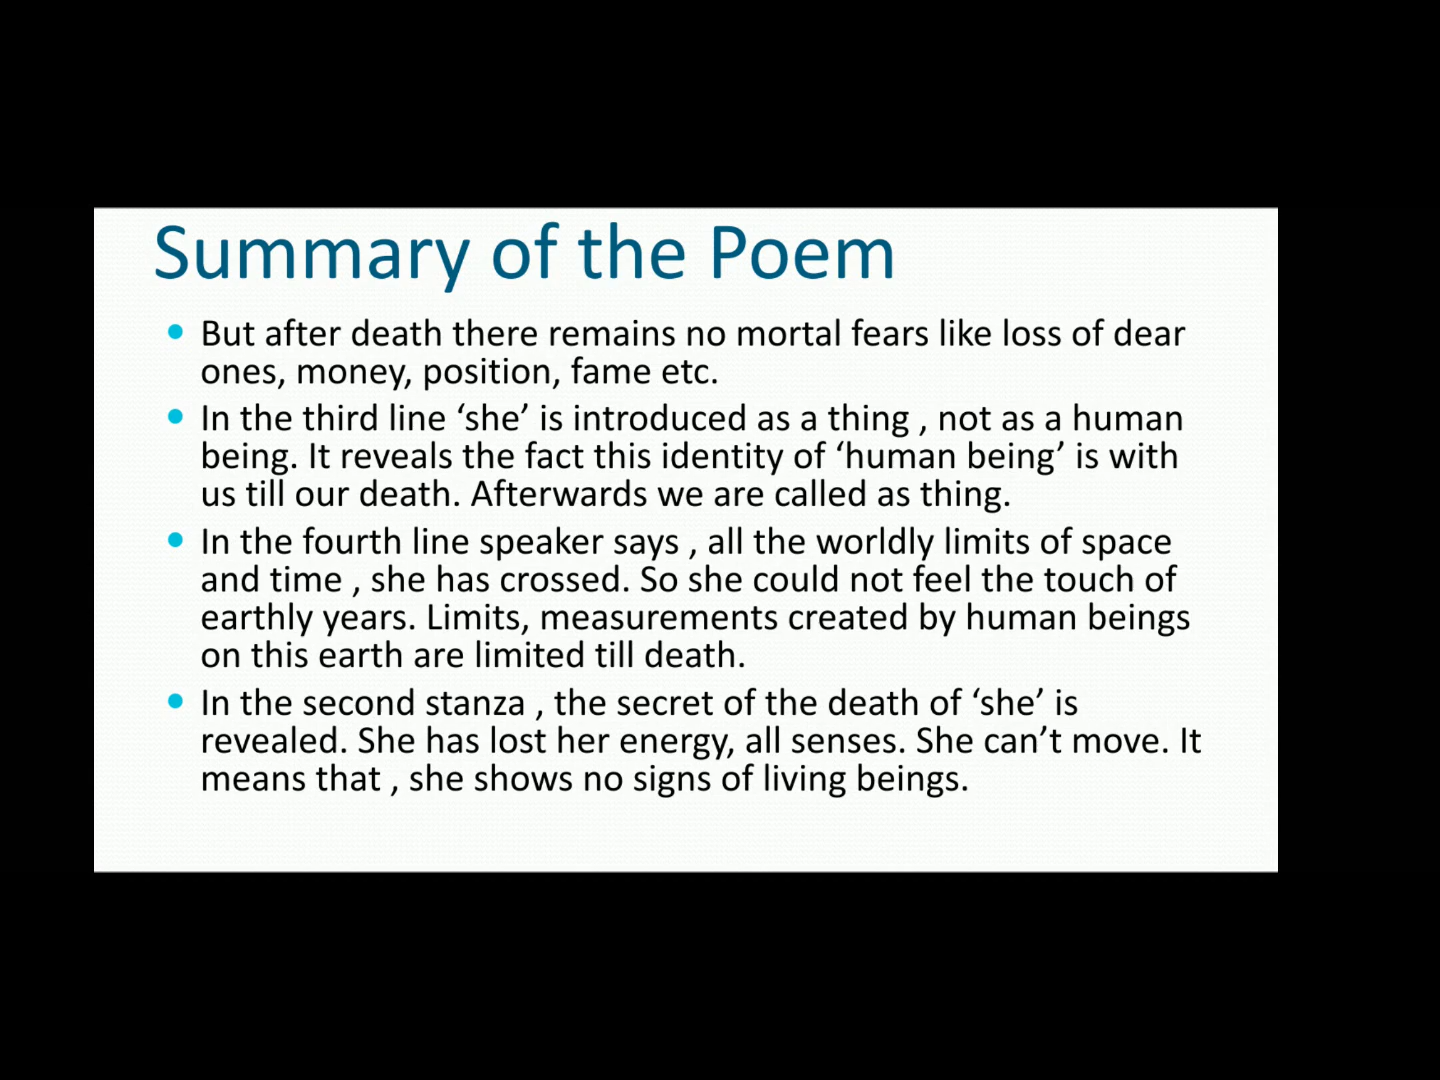 Summary of the Poem
But after death there remains no mortal fears like loss of dear
ones, money, position, fame etc.
In the third line ‘she’ is introduced as a thing , not as a human
being. It reveals the fact this identity of ‘human being’ is with
us till our death. Afterwards we are called as thing.
In the fourth line speaker says , all the worldly limits of space
and time , she has crossed. So she could not feel the touch of
earthly years. Limits, measurements created by human beings
on this earth are limited till death.
In the second stanza , the secret of the death of ‘she’ is
revealed. She has lost her energy, all senses. She can’t move. It
means that , she shows no signs of living beings.